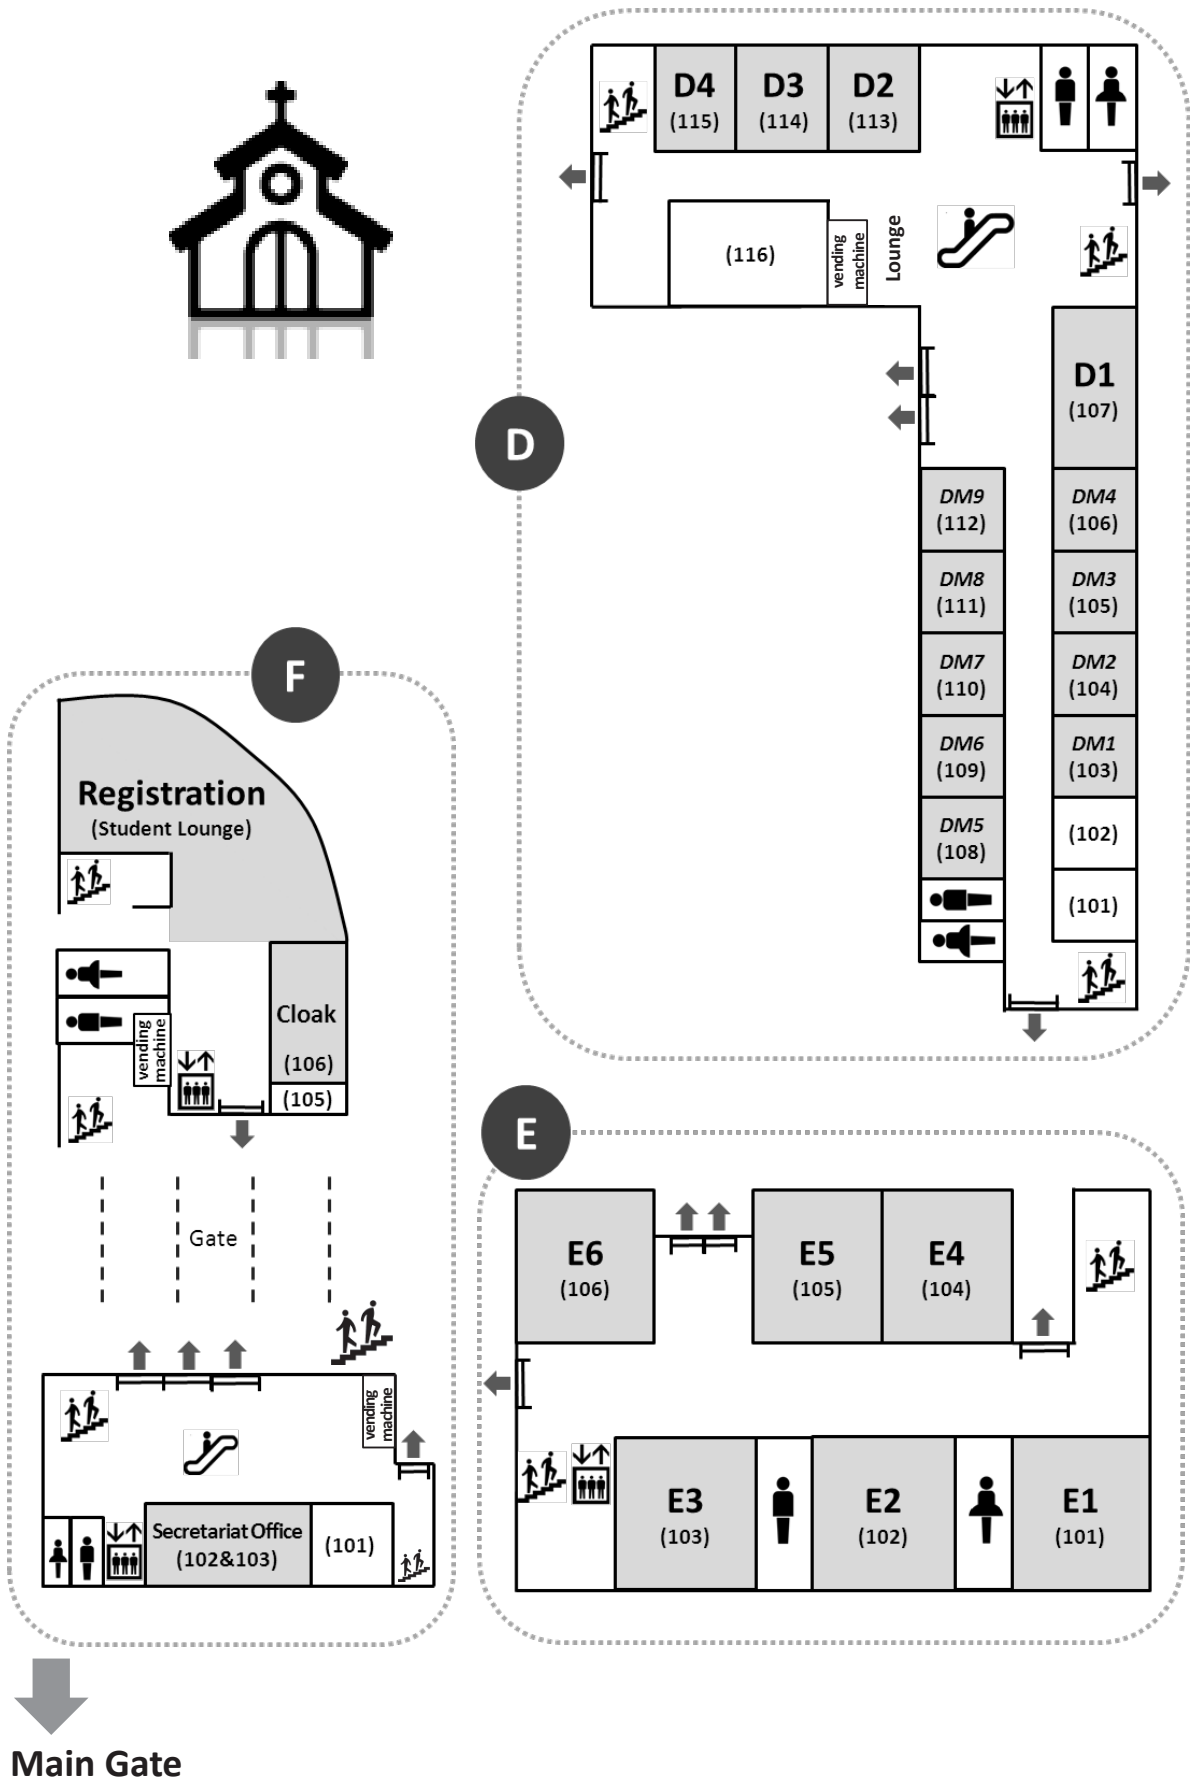 D4
(115)
D3
(114)
D2
(113)
(116)
vending
machine
Lounge
D1
(107)
D
DM9
(112)
DM4
(106)
DM8
(111)
DM3
(105)
DM7
(110)
DM2
(104)
DM6
(109)
DM1
(103)
DM5
(108)
(102)
(101)
F
Registration
(Student Lounge)
Cloak
(106)
(105)
vending
machine
Gate
vending
machine
Secretariat Office
(102&103)
(101)
E
E6
(106)
E5
(105)
E4
(104)
E3
(103)
E2
(102)
E1
(101)
Main Gate